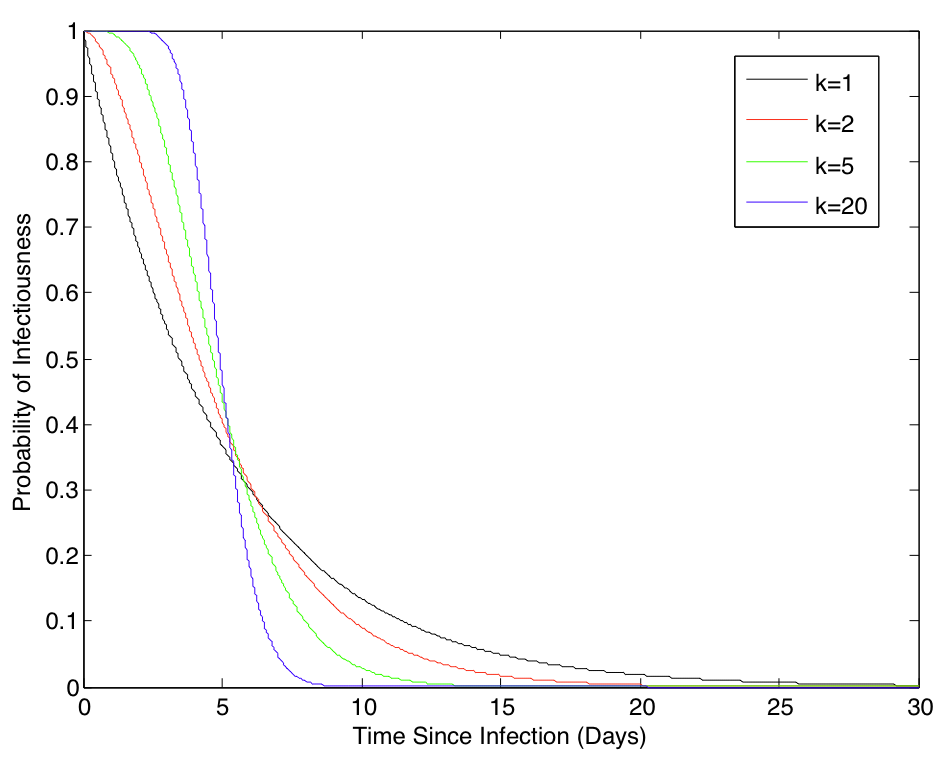 1
0.9
0.8
0.7
0.6
0.5
0.4
0.3
0.2
0.1
0
Probability of Infectiousness
k=1
k=2
k=5
k=20
0 5 10 15 20 25 30
Time Since Infection (Days)